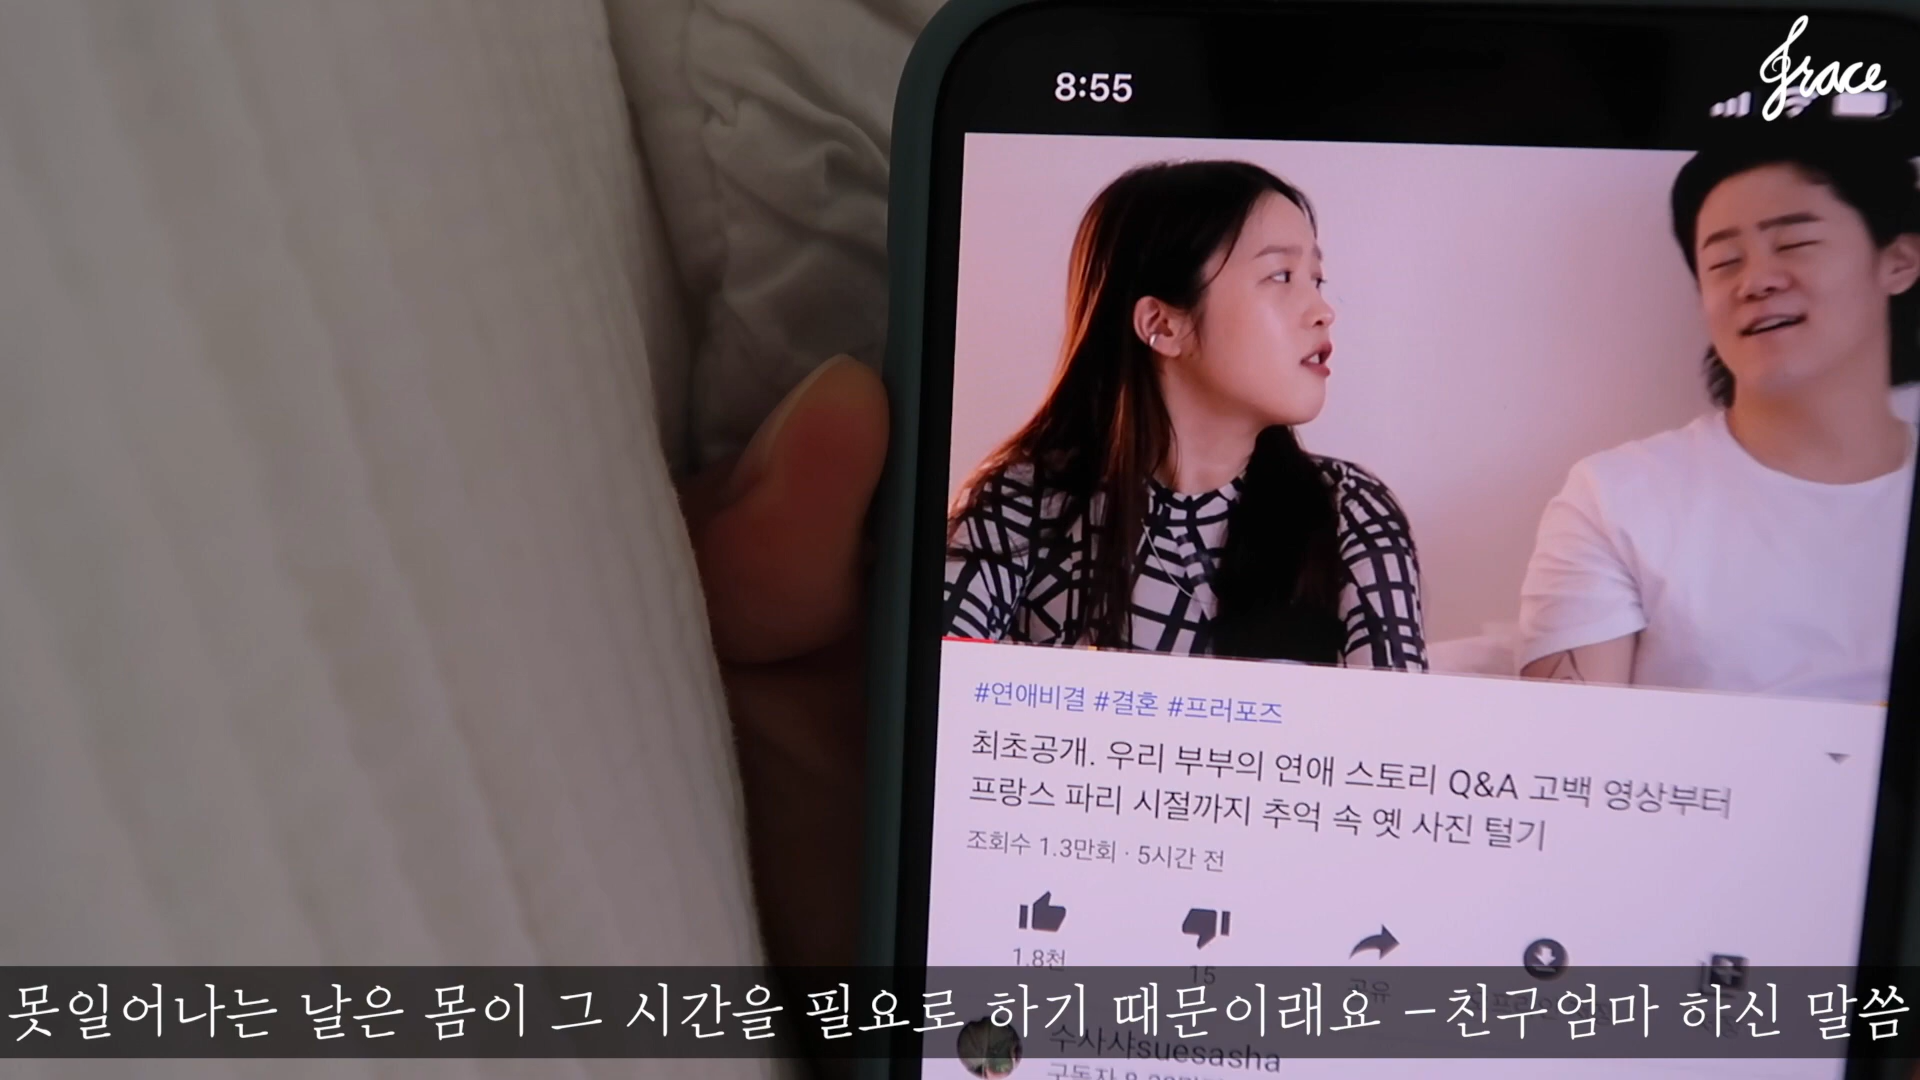 Grace
8:55
#연애비결 #결혼 #프러포즈
최초공개. 우리 부부의 연애 스토리 Q&A 고백 영상부터
프랑스 파리 시절까지 추억 속 옛 사진 털기
조회수 1.3만회 · 5시간 전
1.8천
15
공유
못일어나는 날은 몸이 그 시간을 필요로 하기 때문이래요 -친구엄마 하신 말씀
수사샤suesasha
구독자